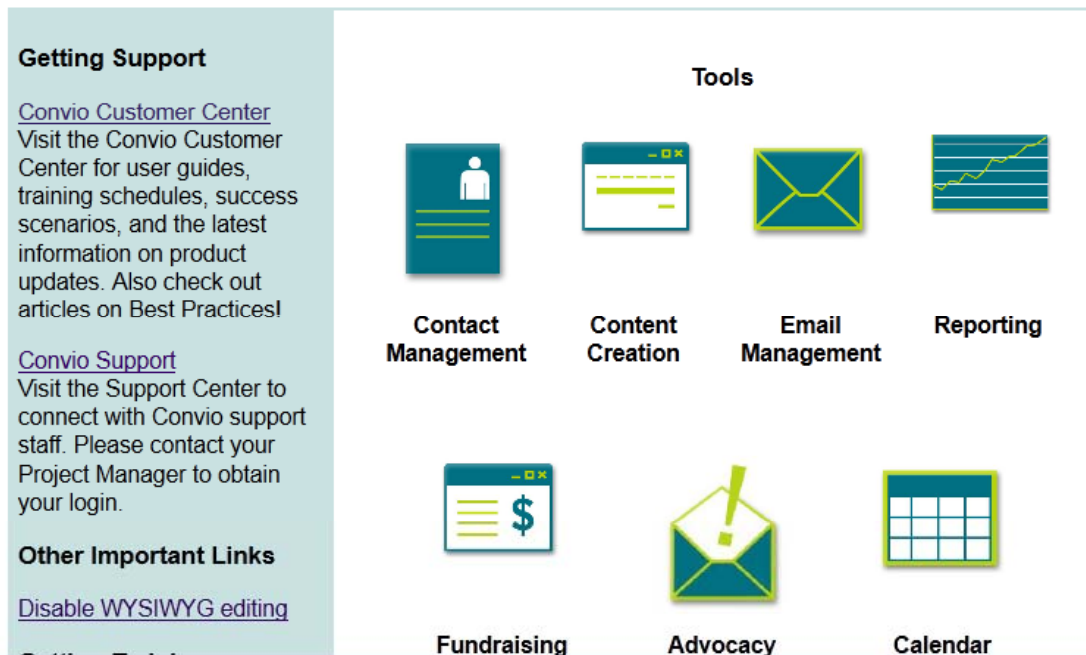 Getting Support
Convio Customer Center
Visit the Convio Customer
Center for user guides,
training schedules, success
scenarios, and the latest
information on product
updates. Also check out
articles on Best Practices!
Convio Support
Visit the Support Center to
connect with Convio support
staff. Please contact your
Project Manager to obtain
your login.
Other Important Links
Disable WYSIWYG editing
Tools
Contact
Management
Content
Creation
Email
Management
Reporting
$
!
Fundraising
Advocacy
Calendar